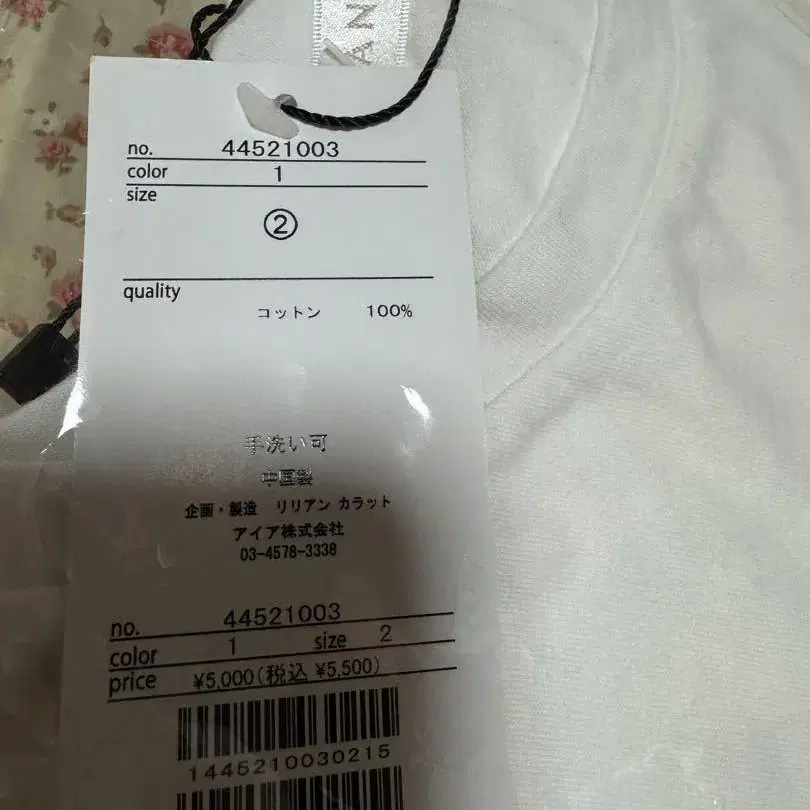 AN
no. 44521003
color 1
size
②
quality
コットン 100%
手洗い可
中国製
企画・製造 リリアン カラット
アイア株式会社
03-4578-3338
no. 44521003
color 1 size 2
price ¥5,000(税込 ¥5,500)
1445210030215